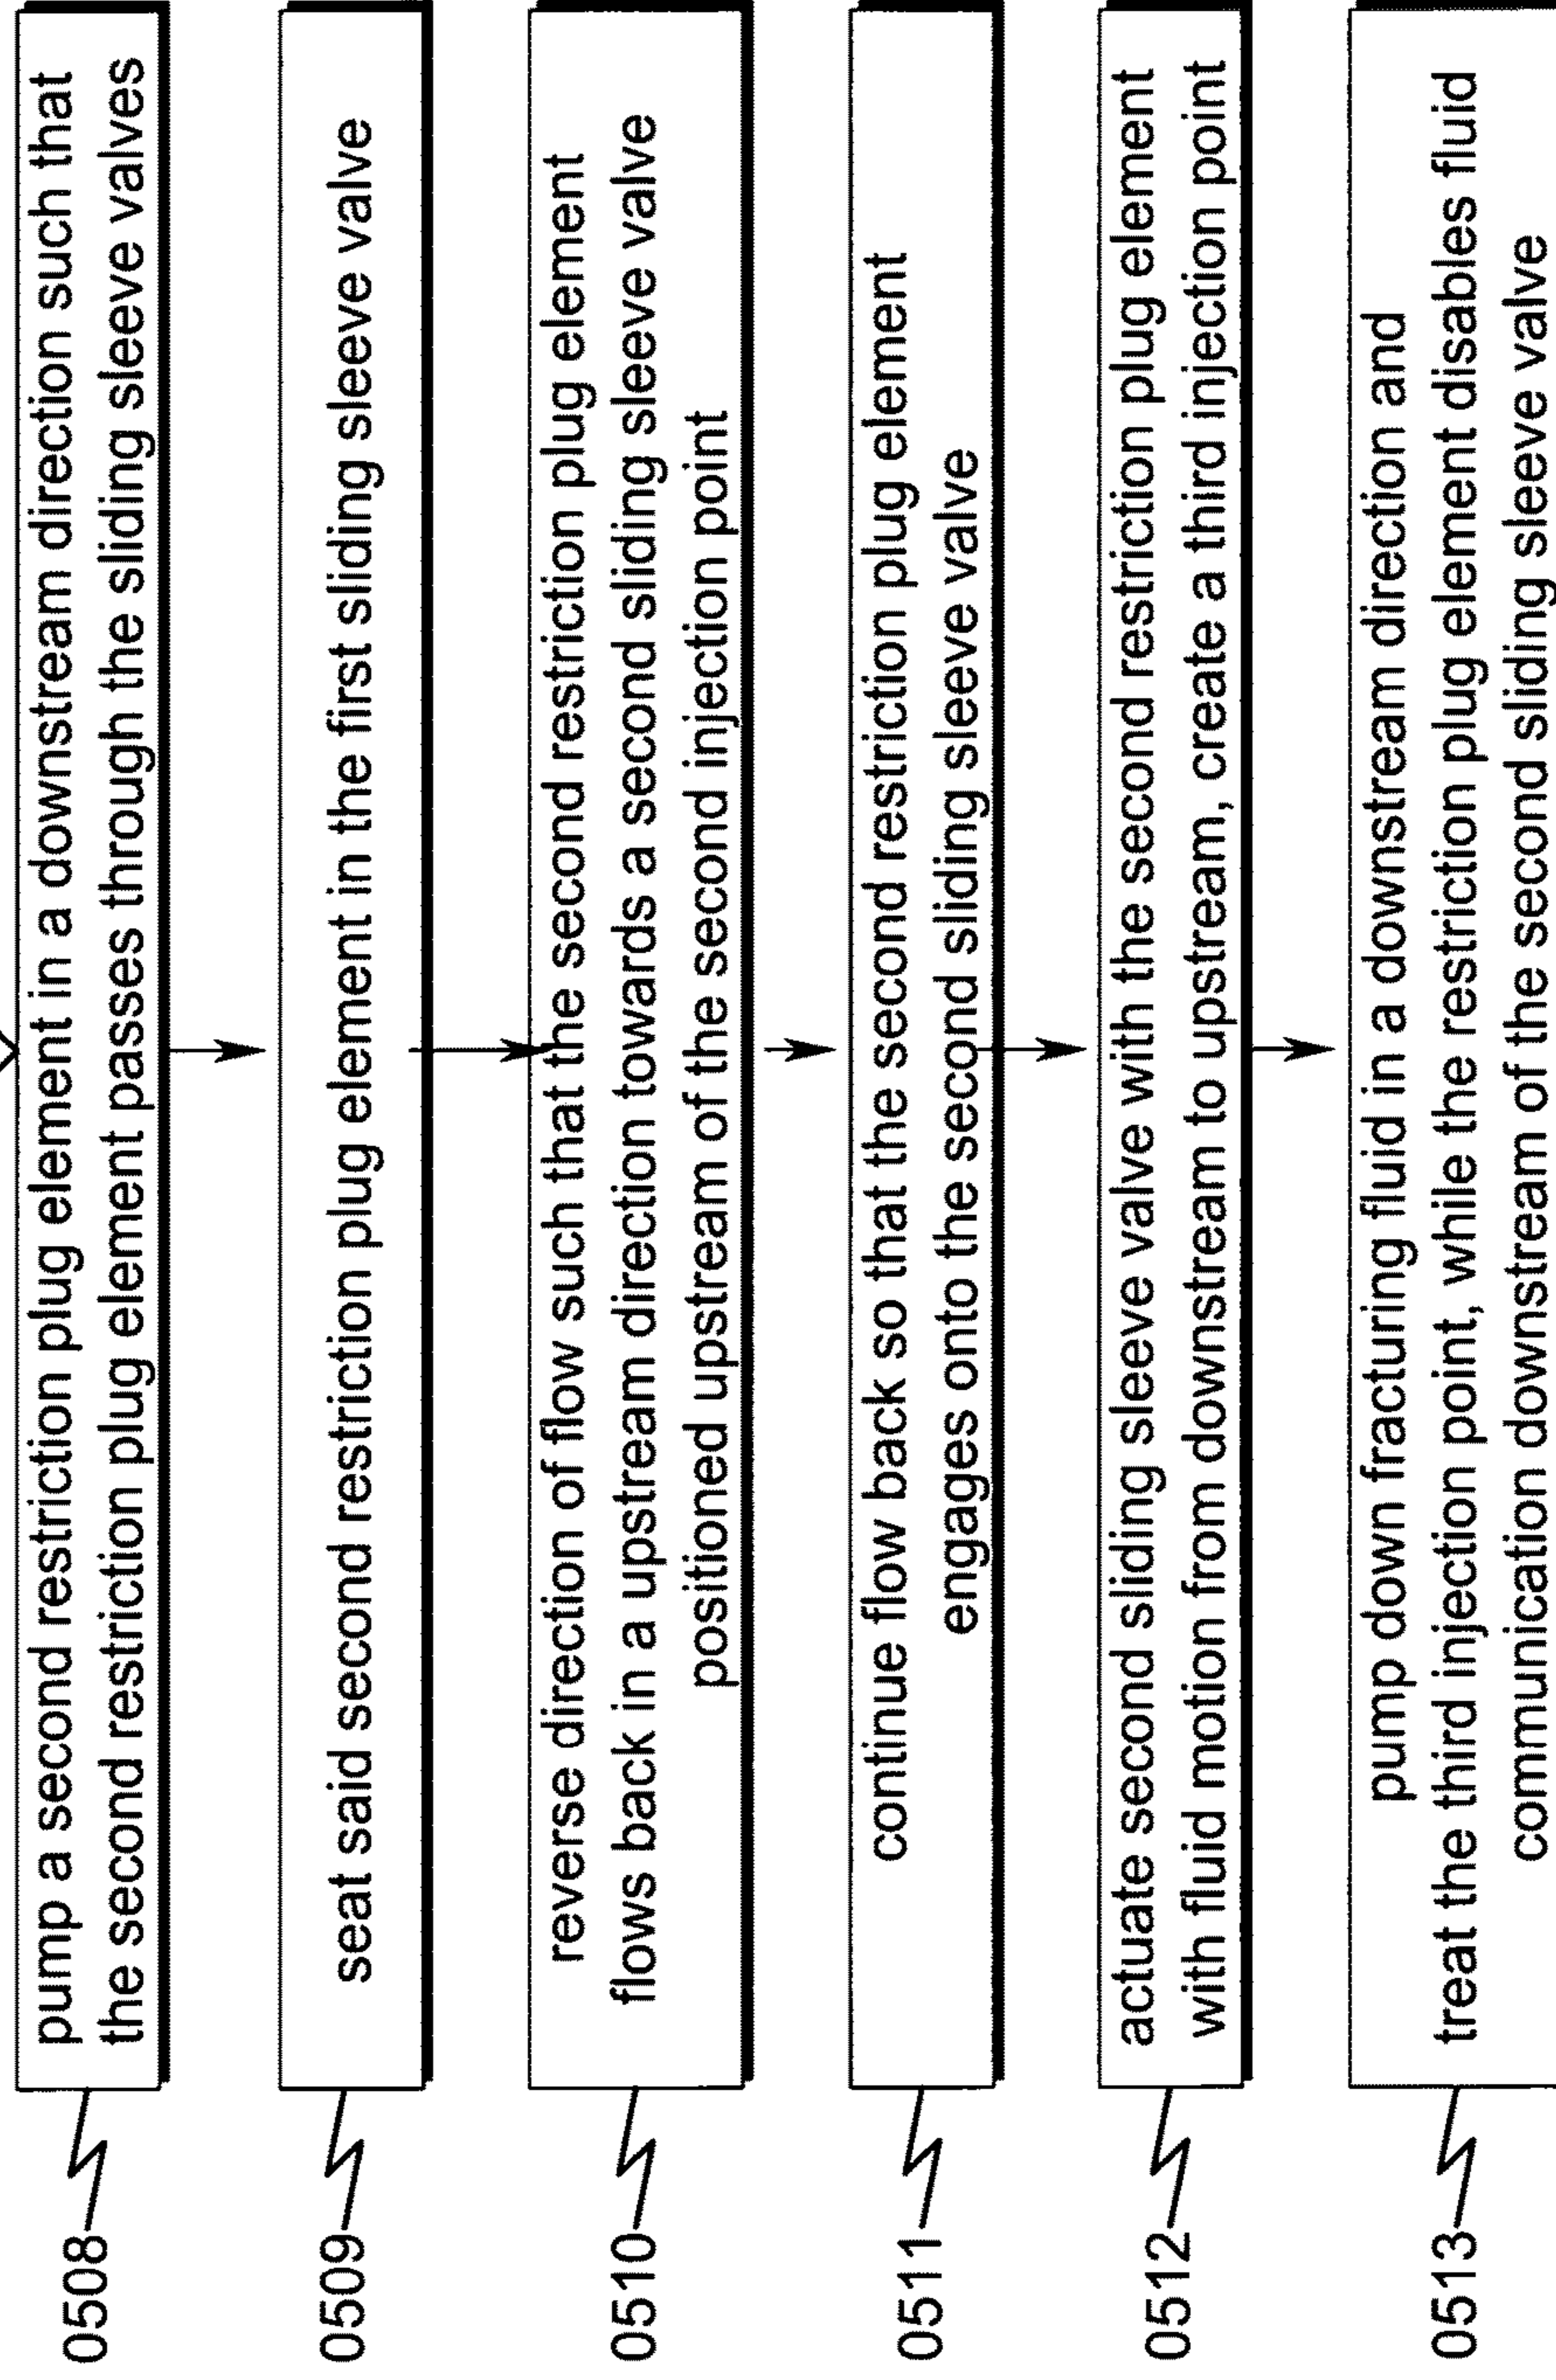 0508
pump a second restriction plug element in a downstream direction such that
the second restriction plug element passes through the sliding sleeve valves
0509
seat said second restriction plug element in the first sliding sleeve valve
0510
reverse direction of flow such that the second restriction plug element
flows back in a upstream direction towards a second sliding sleeve valve
positioned upstream of the second injection point
0511
continue flow back so that the second restriction plug element
engages onto the second sliding sleeve valve
0512
actuate second sliding sleeve valve with the second restriction plug element
with fluid motion from downstream to upstream, create a third injection point
0513
pump down fracturing fluid in a downstream direction and
treat the third injection point, while the restriction plug element disables fluid
communication downstream of the second sliding sleeve valve